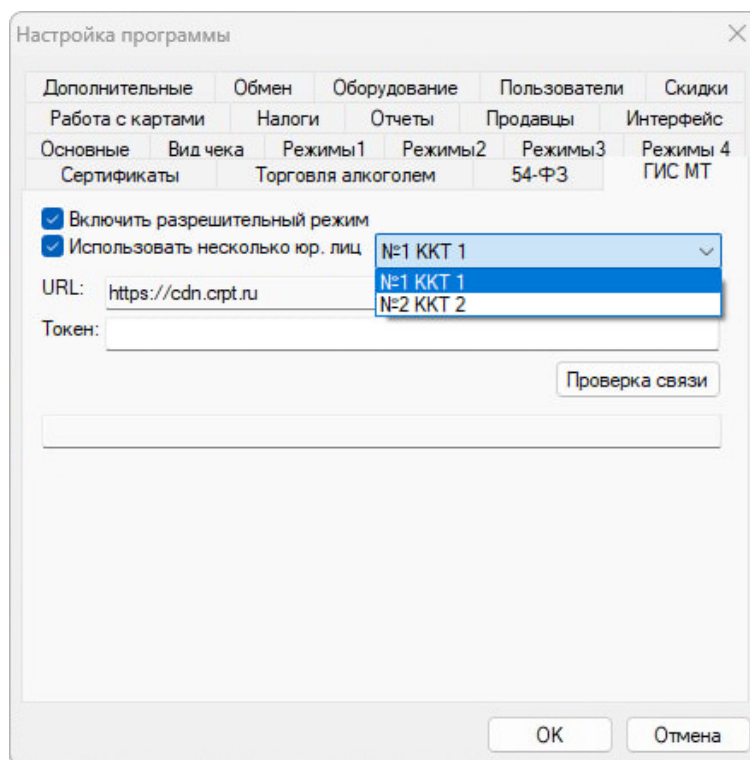 Настройка программы
Дополнительные Обмен Оборудование Пользователи Скидки
Работа с картами Налоги Отчеты Продавцы Интерфейс
Основные Вид чека Режимы1 Режимы2 Режимы3 Режимы 4
Сертификаты Торговля алкоголем 54-ФЗ ГИС МТ
Включить разрешительный режим
Использовать несколько юр. лиц №1 ККТ 1
URL: https://cdn.crpt.ru №1 ККТ 1
№2 ККТ 2
Токен:
Проверка связи
OK Отмена